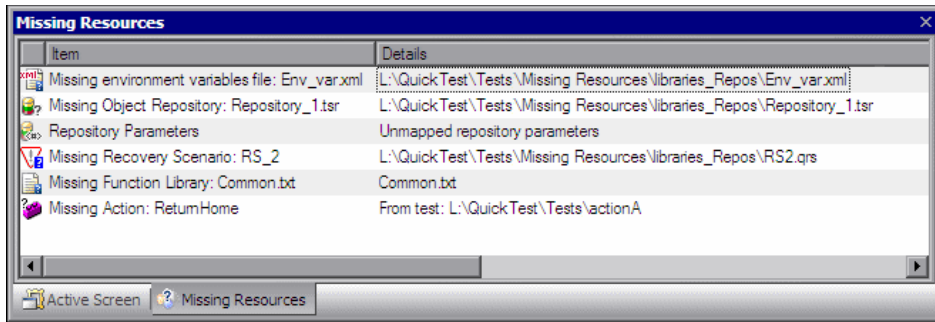 Missing Resources
Item Details
XML Missing environment variables file: Env_var.xml L:\QuickTest\Tests\Missing Resources\libraries_Repos\Env_var.xml
Missing Object Repository: Repository_1.tsr L:\QuickTest\Tests\Missing Resources\libraries_Repos\Repository_1.tsr
Repository Parameters Unmapped repository parameters
Missing Recovery Scenario: RS_2 L:\QuickTest\Tests\Missing Resources\libraries_Repos\RS2.qrs
Missing Function Library: Common.txt Common.txt
Missing Action: ReturnHome From test: L:\QuickTest\Tests\actionA
Active Screen Missing Resources